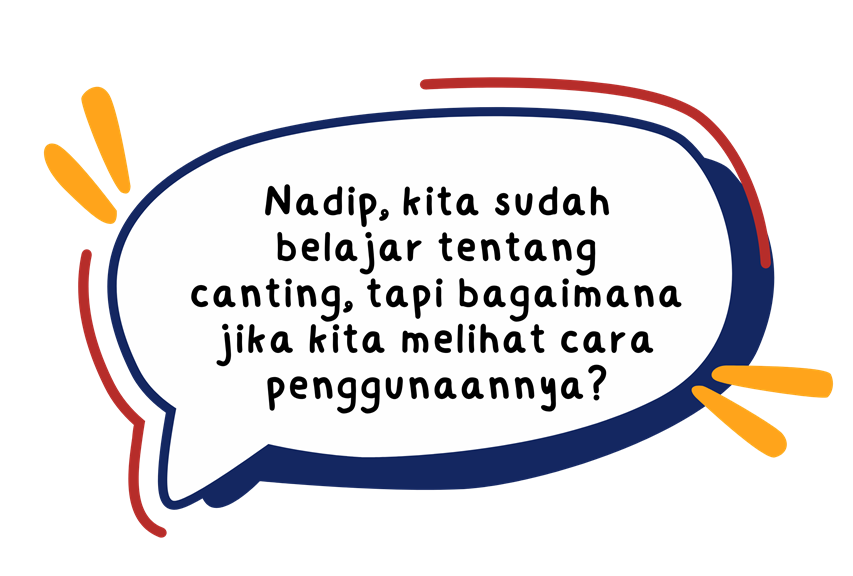 Nadip, kita sudah
belajar tentang
canting, tapi bagaimana
jika kita melihat cara
penggunaannya?